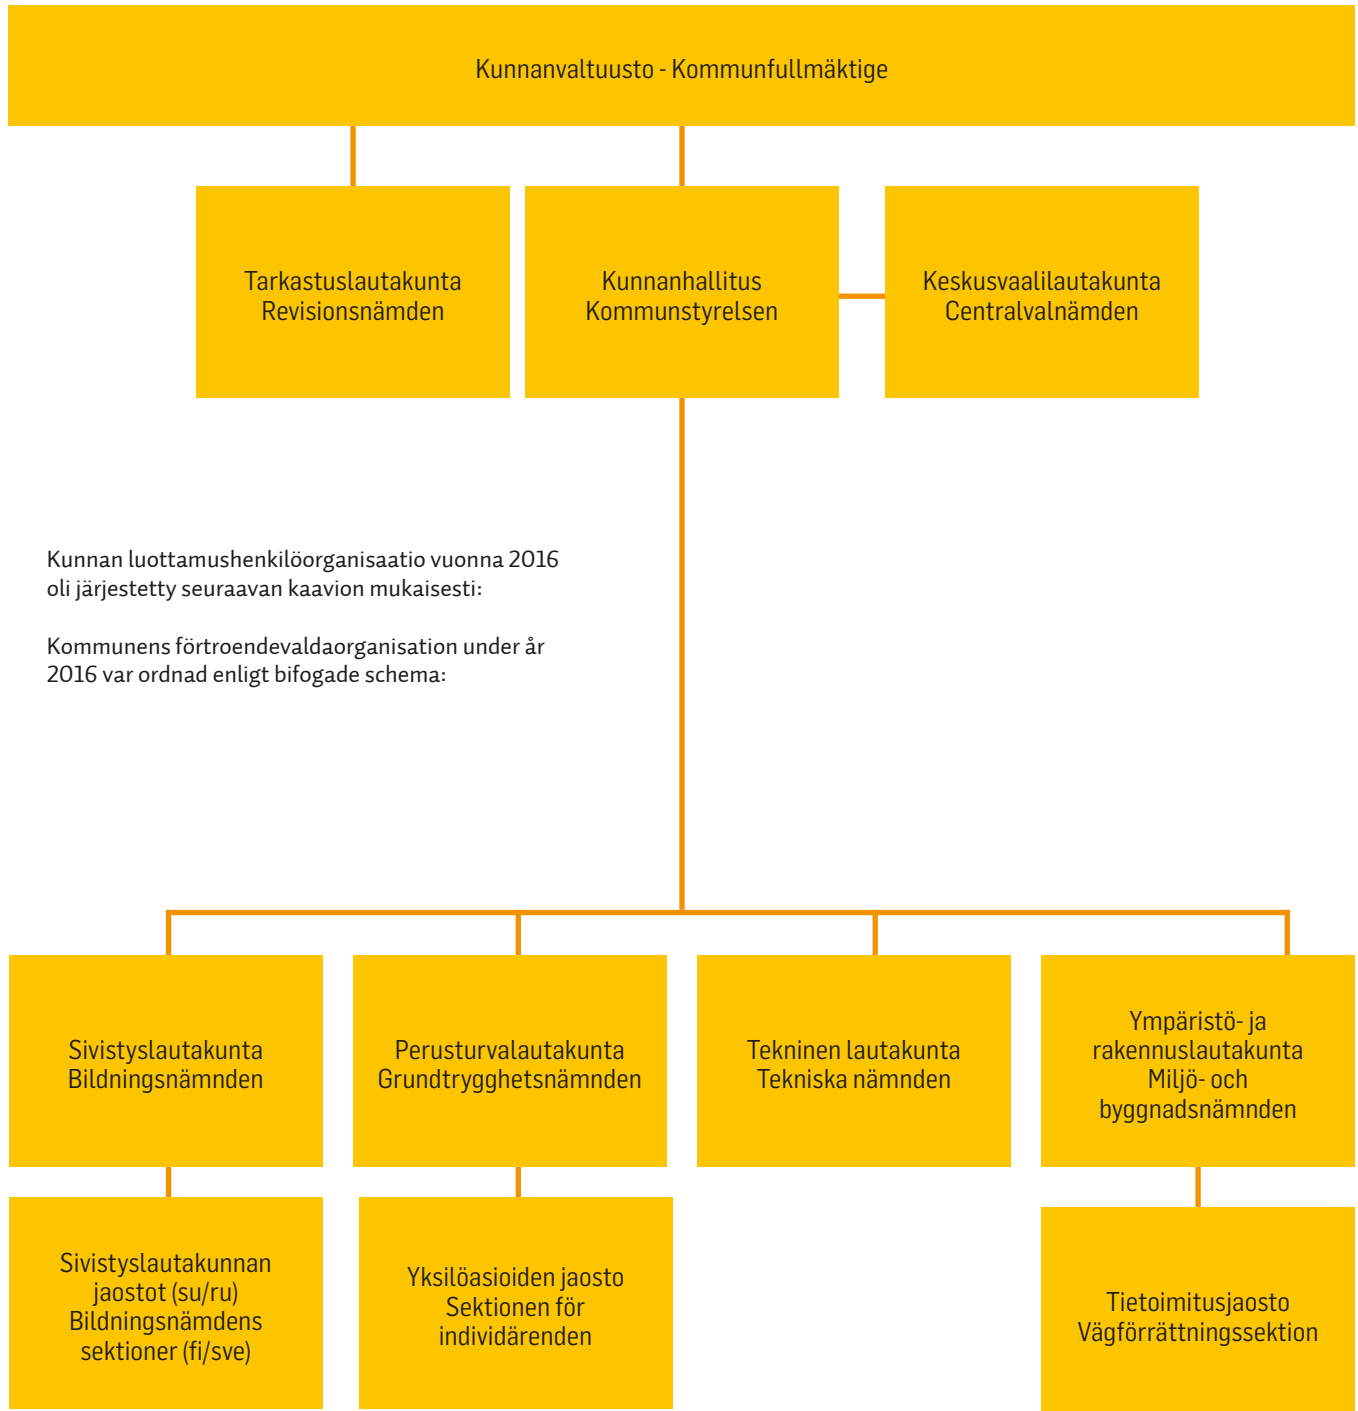 Kunnanvaltuusto - Kommunfullmäktige
Tarkastuslautakunta
Revisionsnämden
Kunnanhallitus
Kommunstyrelsen
Keskusvaalilautakunta
Centralvalnämden
Kunnan luottamushenkilöorganisaatio vuonna 2016
oli järjestetty seuraavan kaavion mukaisesti:
Kommunens förtroendevaldaorganisation under år
2016 var ordnad enligt bifogade schema:
Sivistyslautakunta
Bildningsnämnden
Perusturvalautakunta
Grundtrygghetsnämnden
Tekninen lautakunta
Tekniska nämnden
Ympäristö- ja
rakennuslautakunta
Miljö- och
byggnadsnämnden
Sivistyslautakunnan
jaostot (su/ru)
Bildningsnämdens
sektioner (fi/sve)
Yksilöasioiden jaosto
Sektionen för
individärenden
Tietoimitusjaosto
Vägförrättningssektion